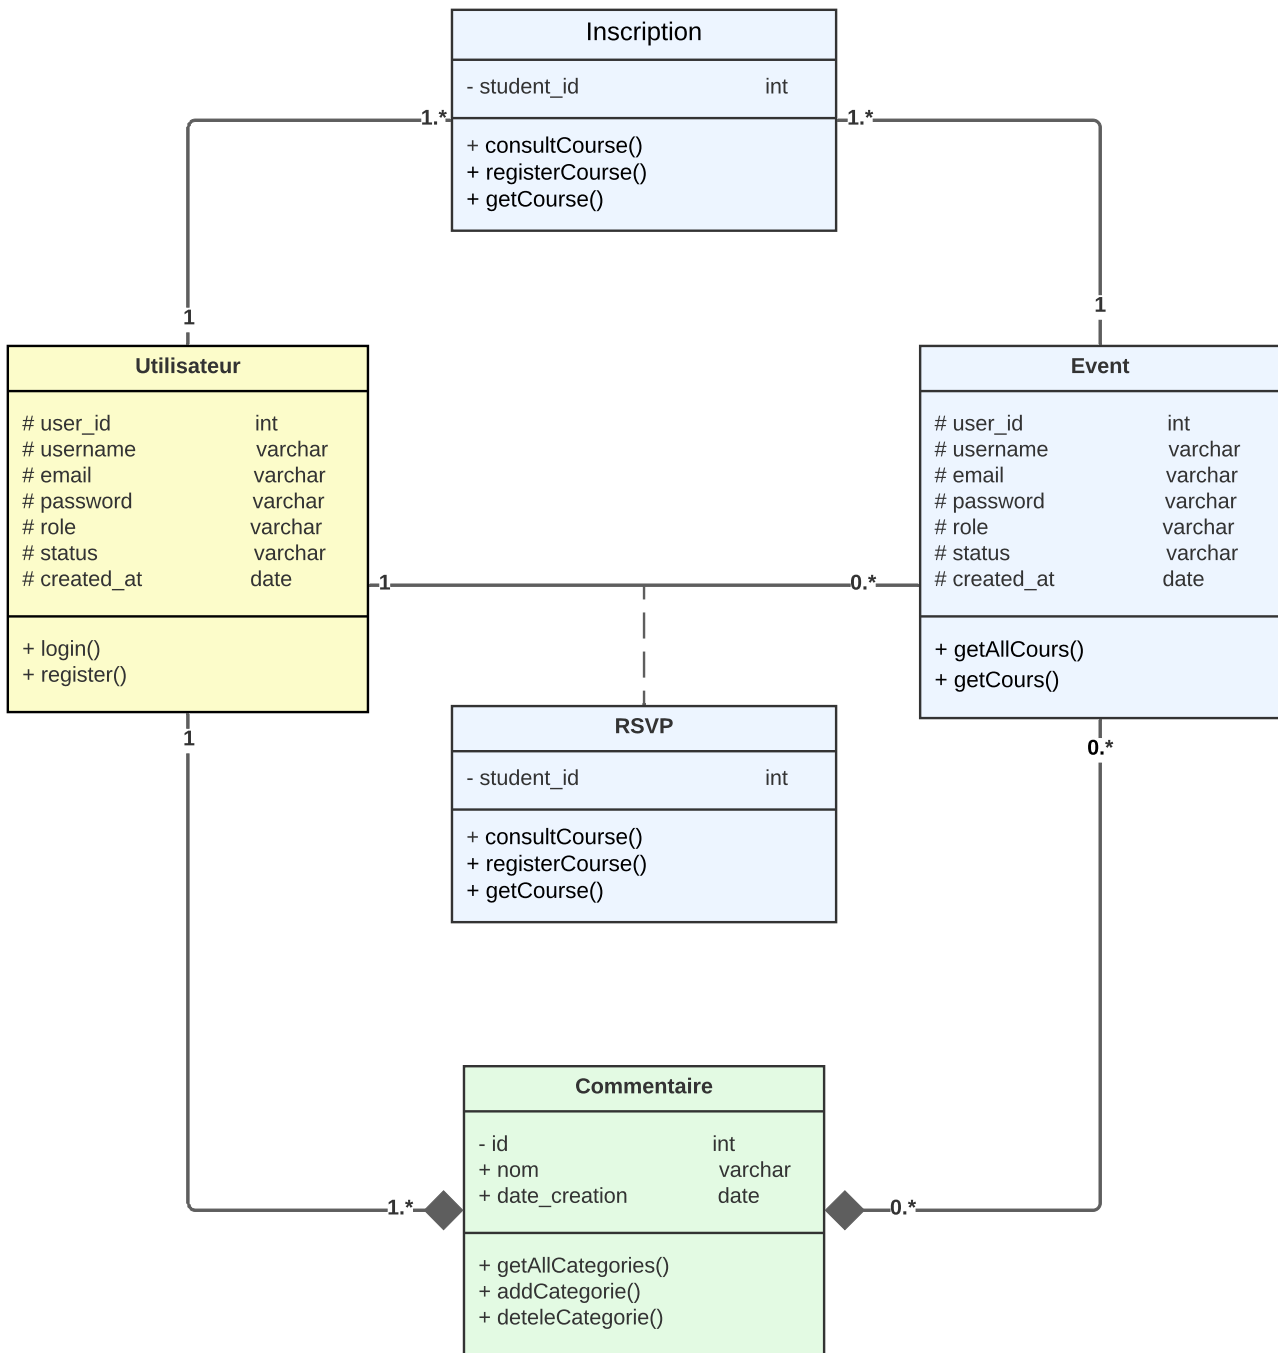 Inscription
- student_id int
1.*
1.*
+ consultCourse()
+ registerCourse()
+ getCourse()
1
1
Utilisateur
# user_id int
# username varchar
# email varchar
# password varchar
# role varchar
# status varchar
# created_at date
+ login()
+ register()
Event
# user_id int
# username varchar
# email varchar
# password varchar
# role varchar
# status varchar
# created_at date
+ getAllCours()
+ getCours()
1
0.*
RSVP
- student_id int
+ consultCourse()
+ registerCourse()
+ getCourse()
1
0.*
Commentaire
- id int
+ nom varchar
+ date_creation date
1.*
0.*
+ getAllCategories()
+ addCategorie()
+ deteleCategorie()